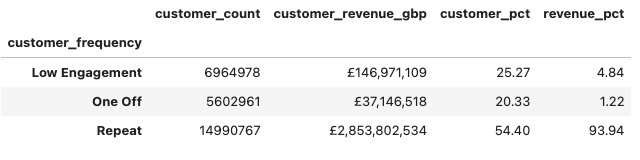 customer_count customer_revenue_gbp customer_pct revenue_pct
customer_frequency
Low Engagement 6964978 £146,971,109 25.27 4.84
One Off 5602961 £37,146,518 20.33 1.22
Repeat 14990767 £2,853,802,534 54.40 93.94